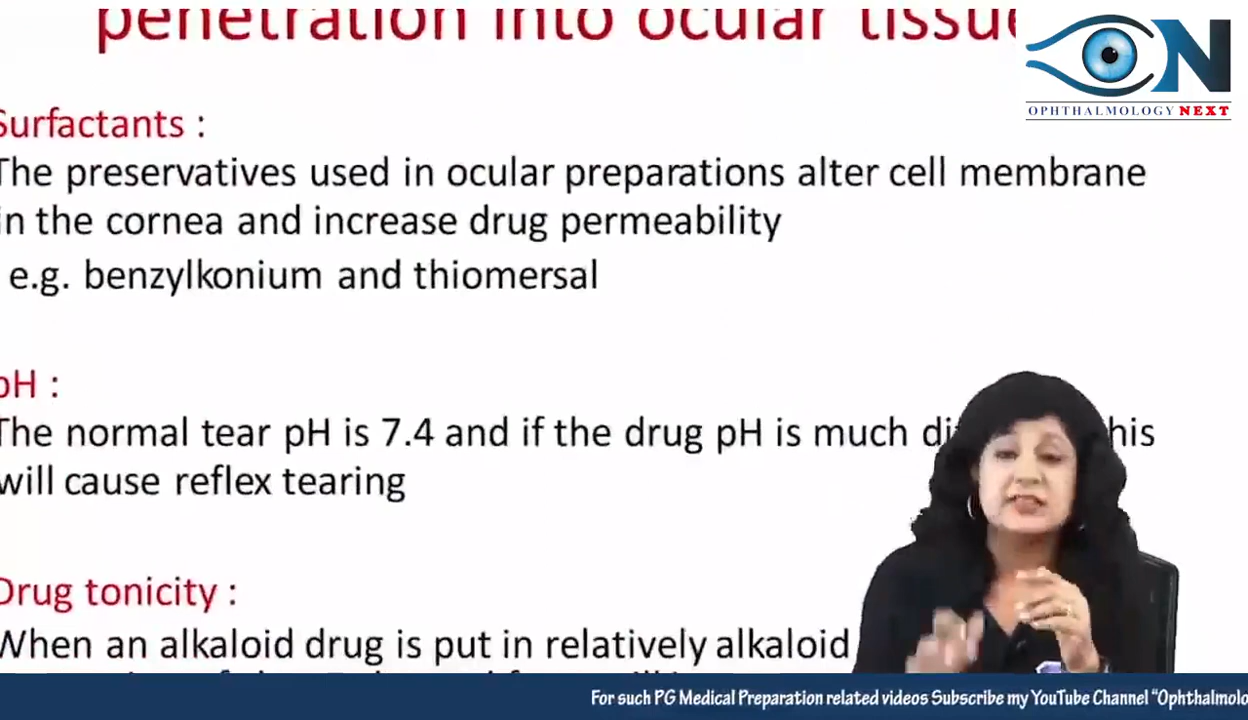 penetration into ocular tissue
ON
OPHTHALMOLOGY NEXT
Surfactants :
The preservatives used in ocular preparations alter cell membrane
in the cornea and increase drug permeability
e.g. benzylkonium and thiomersal
pH :
The normal tear pH is 7.4 and if the drug pH is much his
will cause reflex tearing
Drug tonicity :
When an alkaloid drug is put in relatively alkaloid
For such PG Medical Preparation related videos Subscribe my YouTube Channel “Ophthalmolo